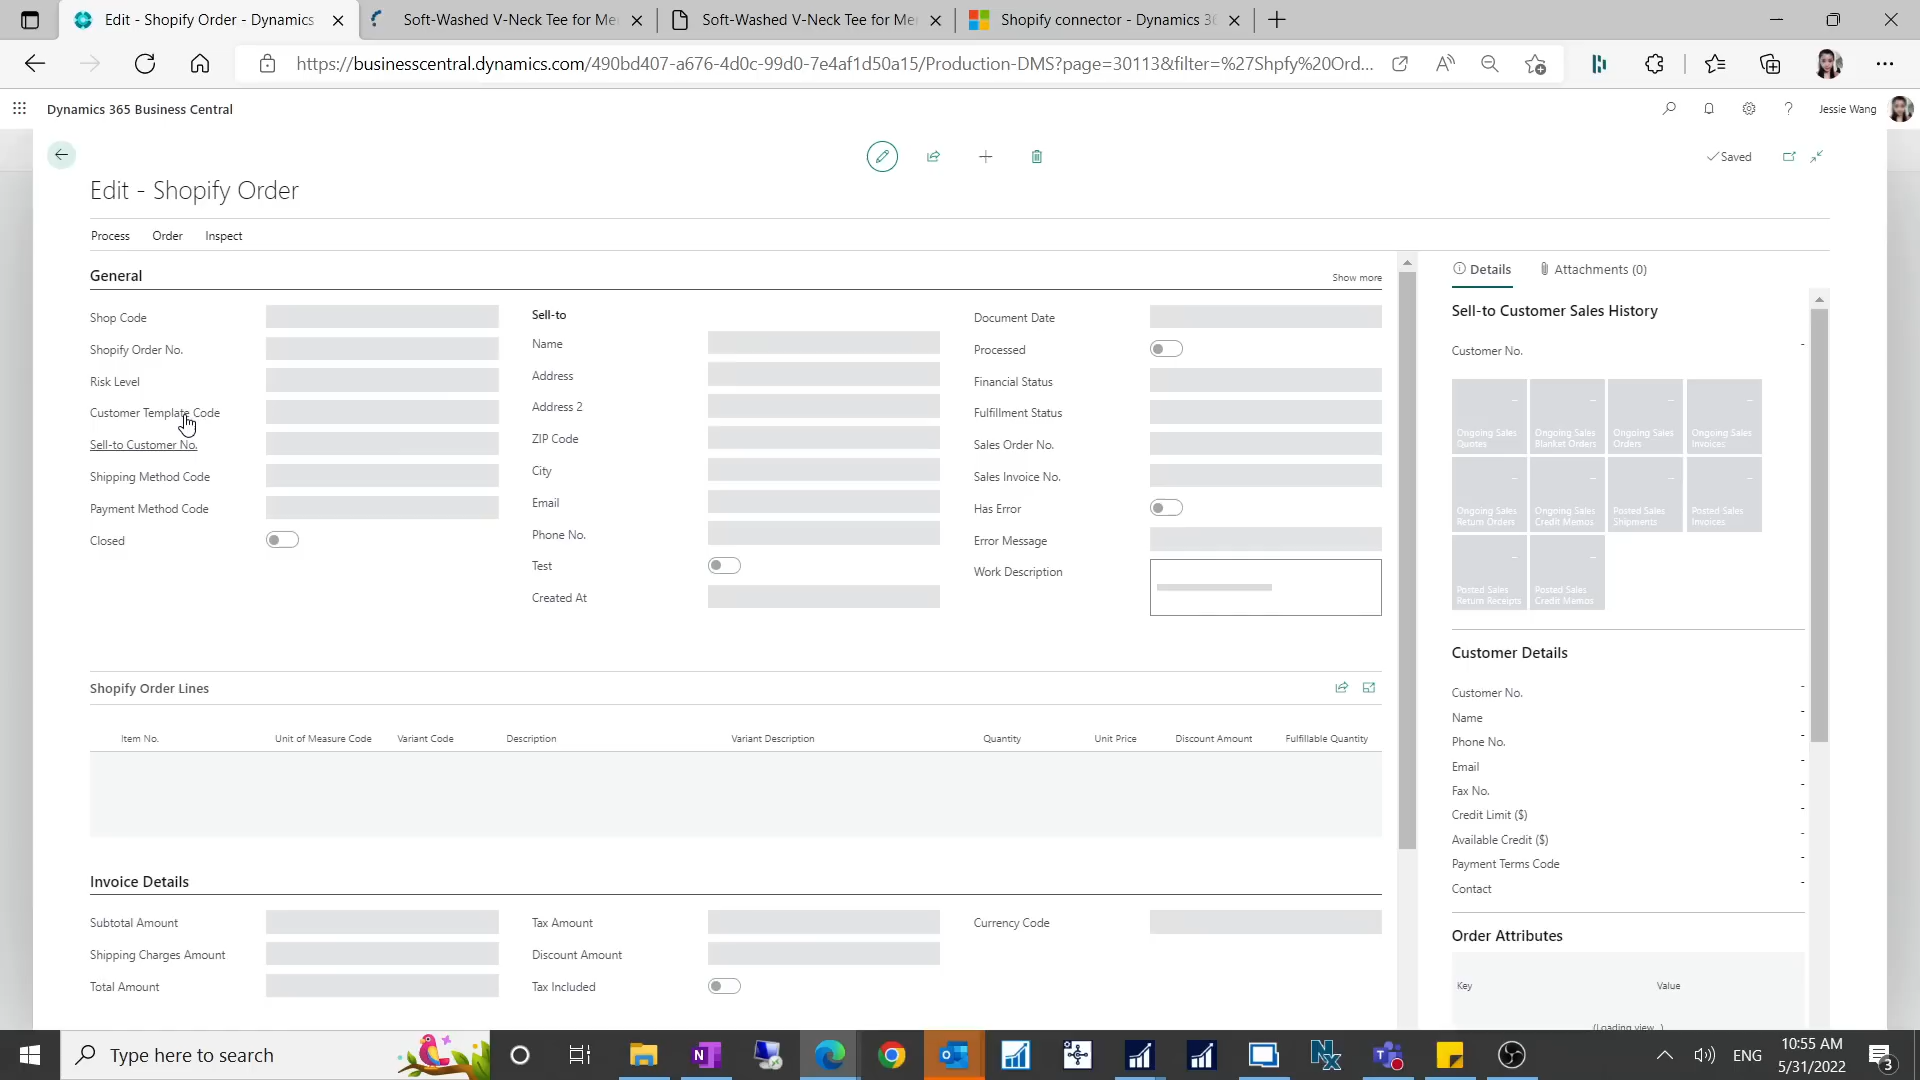 Edit - Shopify Order - Dynamics
Soft-Washed V-Neck Tee for Me
Soft-Washed V-Neck Tee for Me
Shopify connector - Dynamics 36
https://businesscentral.dynamics.com/490bd407-a676-4d0c-99d0-7e4af1d50a15/Production-DMS?page=30113&filter=%27Shpfy%20Ord...
Dynamics 365 Business Central
Jessie Wang
Saved
Edit - Shopify Order
Process Order Inspect
General
Show more
Shop Code
Shopify Order No.
Risk Level
Customer Template Code
Sell-to Customer No.
Shipping Method Code
Payment Method Code
Closed
Sell-to
Name
Address
Address 2
ZIP Code
City
Email
Phone No.
Test
Created At
Document Date
Processed
Financial Status
Fulfillment Status
Sales Order No.
Sales Invoice No.
Has Error
Error Message
Work Description
Shopify Order Lines
Item No. Unit of Measure Code Variant Code Description Variant Description Quantity Unit Price Discount Amount Fulfillable Quantity
Invoice Details
Subtotal Amount
Shipping Charges Amount
Total Amount
Tax Amount
Discount Amount
Tax Included
Currency Code
Details Attachments (0)
Sell-to Customer Sales History
Customer No. -
Ongoing Sales Quotes
Ongoing Sales Blanket Orders
Ongoing Sales Orders
Ongoing Sales Invoices
Ongoing Sales Return Orders
Ongoing Sales Credit Memos
Posted Sales Shipments
Posted Sales Invoices
Posted Sales Return Receipts
Posted Sales Credit Memos
Customer Details
Customer No. -
Name -
Phone No. -
Email -
Fax No. -
Credit Limit ($) -
Available Credit ($) -
Payment Terms Code -
Contact -
Order Attributes
Key Value
(Loading view...)
Type here to search
ENG
10:55 AM
5/31/2022
3